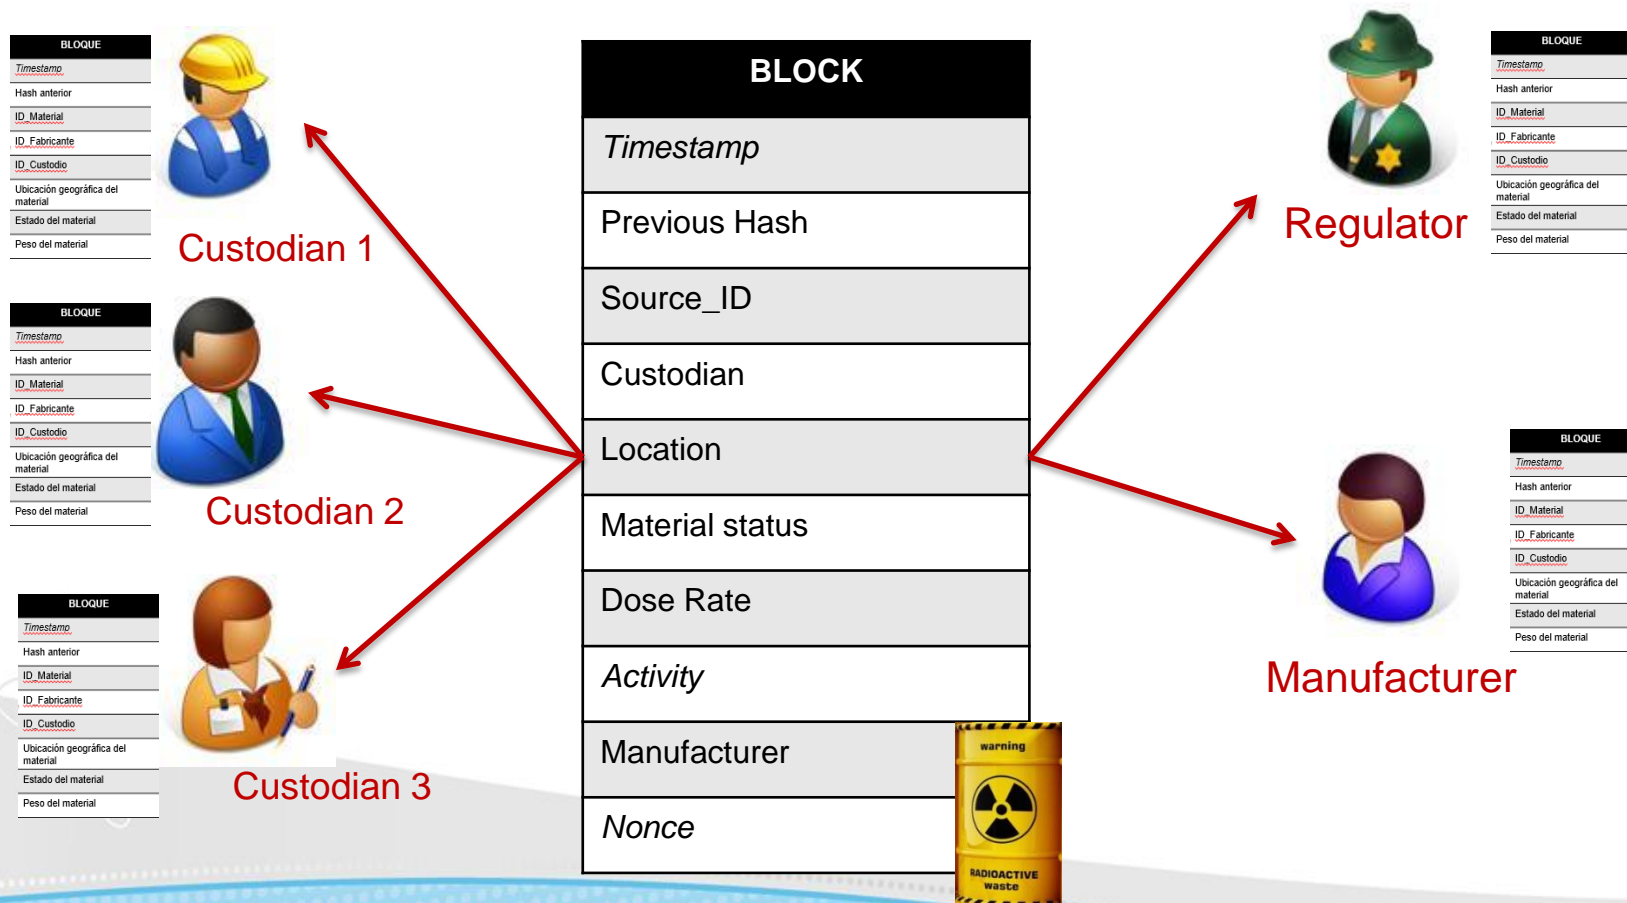 BLOQUE
Timestamp
Hash anterior
ID_Material
ID_Fabricante
ID_Custodio
Ubicación geográfica del
material
Estado del material
Peso del material
Custodian 1
BLOQUE
Timestamp
Hash anterior
ID_Material
ID_Fabricante
ID_Custodio
Ubicación geográfica del
material
Estado del material
Peso del material
Custodian 2
BLOQUE
Timestamp
Hash anterior
ID_Material
ID_Fabricante
ID_Custodio
Ubicación geográfica del
material
Estado del material
Peso del material
Custodian 3
BLOCK
Timestamp
Previous Hash
Source_ID
Custodian
Location
Material status
Dose Rate
Activity
Manufacturer
Nonce
warning
RADIOACTIVE
waste
BLOQUE
Timestamp
Hash anterior
ID_Material
ID_Fabricante
ID_Custodio
Ubicación geográfica del
material
Estado del material
Peso del material
Regulator
BLOQUE
Timestamp
Hash anterior
ID_Material
ID_Fabricante
ID_Custodio
Ubicación geográfica del
material
Estado del material
Peso del material
Manufacturer